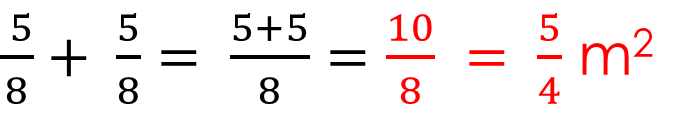 5/8 + 5/8 = (5+5)/8 = 10/8 = 5/4 m²